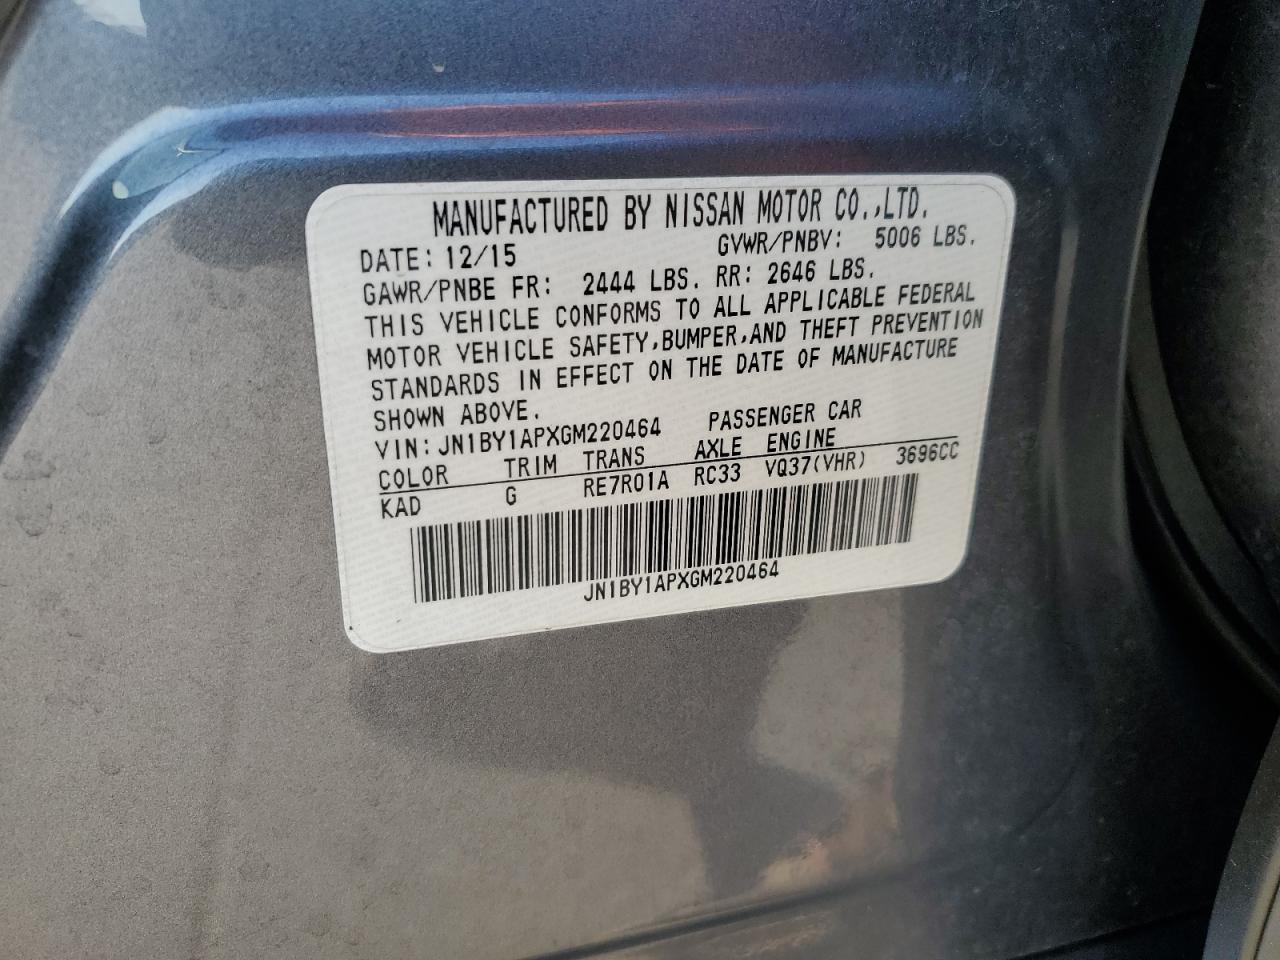 MANUFACTURED BY NISSAN MOTOR CO.,LTD.
DATE: 12/15 GVWR/PNBV: 5006 LBS.
GAWR/PNBE FR: 2444 LBS. RR: 2646 LBS.
THIS VEHICLE CONFORMS TO ALL APPLICABLE FEDERAL
MOTOR VEHICLE SAFETY,BUMPER,AND THEFT PREVENTION
STANDARDS IN EFFECT ON THE DATE OF MANUFACTURE
SHOWN ABOVE.
VIN: JN1BY1APXGM220464 PASSENGER CAR
COLOR TRIM TRANS AXLE ENGINE
KAD G RE7R01A RC33 VQ37(VHR) 3696CC
JN1BY1APXGM220464